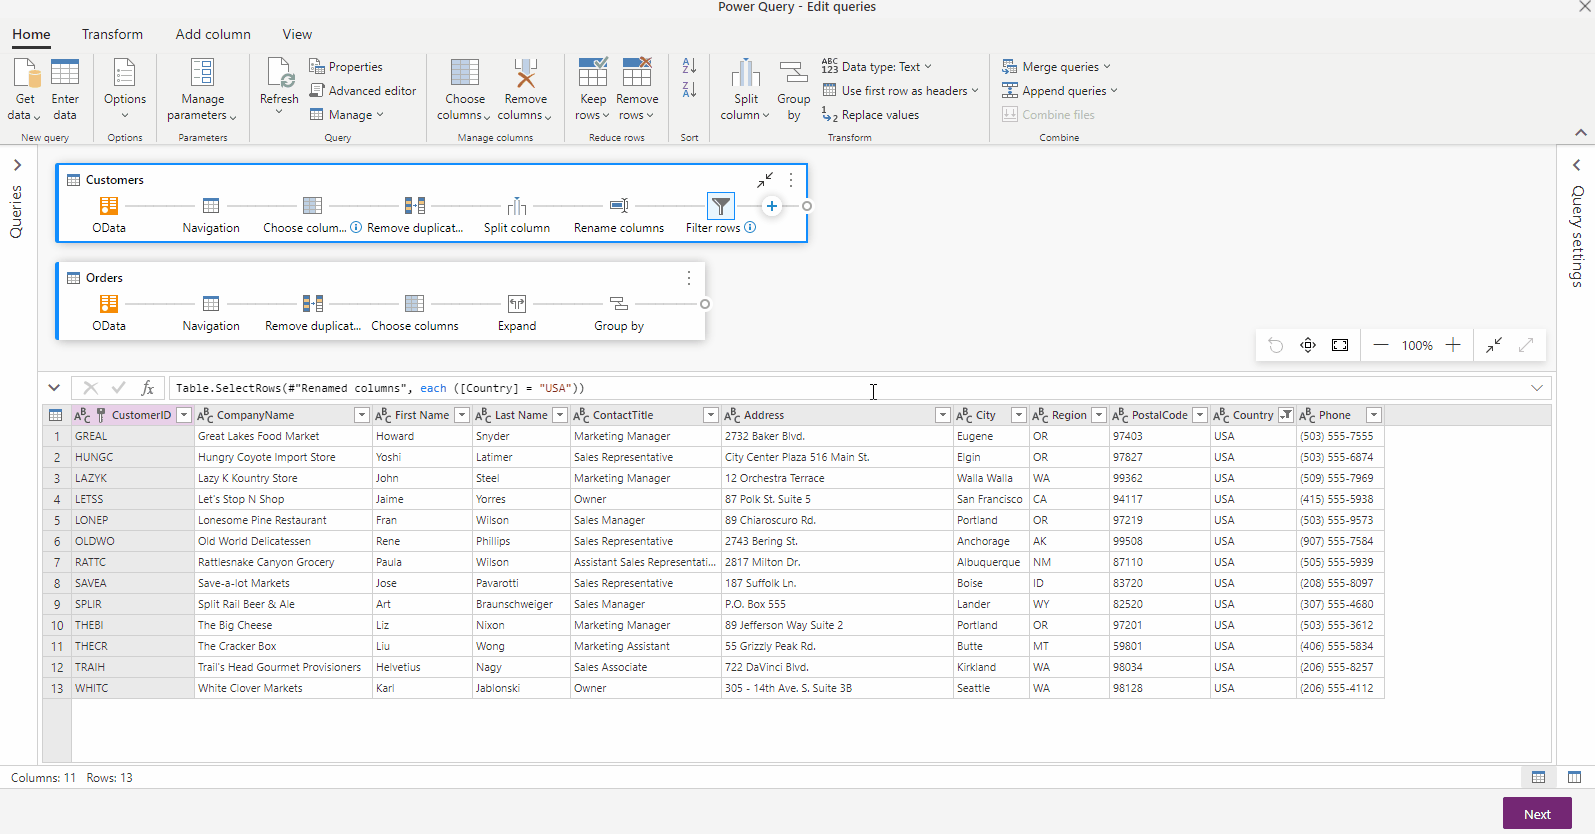 Power Query - Edit queries
Home Transform Add column View
Get data
Enter data
New query
Options
Options
Manage parameters
Parameters
Refresh
Properties
Advanced editor
Manage
Query
Choose columns
Remove columns
Manage columns
Keep rows
Remove rows
Reduce rows
A Z
Z A
Sort
Split column
Group by
ABC 123 Data type: Text
Use first row as headers
1 2 Replace values
Transform
Merge queries
Append queries
Combine files
Combine
Queries
Query settings
Customers
OData Navigation Choose colum... Remove duplicat... Split column Rename columns Filter rows
Orders
OData Navigation Remove duplicat... Choose columns Expand Group by
100%
fx Table.SelectRows(#"Renamed columns", each ([Country] = "USA"))
ABC CustomerID ABC CompanyName ABC First Name ABC Last Name ABC ContactTitle ABC Address ABC City ABC Region ABC PostalCode ABC Country ABC Phone
1 GREAL Great Lakes Food Market Howard Snyder Marketing Manager 2732 Baker Blvd. Eugene OR 97403 USA (503) 555-7555
2 HUNGC Hungry Coyote Import Store Yoshi Latimer Sales Representative City Center Plaza 516 Main St. Elgin OR 97827 USA (503) 555-6874
3 LAZYK Lazy K Kountry Store John Steel Marketing Manager 12 Orchestra Terrace Walla Walla WA 99362 USA (509) 555-7969
4 LETSS Let's Stop N Shop Jaime Yorres Owner 87 Polk St. Suite 5 San Francisco CA 94117 USA (415) 555-5938
5 LONEP Lonesome Pine Restaurant Fran Wilson Sales Manager 89 Chiaroscuro Rd. Portland OR 97219 USA (503) 555-9573
6 OLDWO Old World Delicatessen Rene Phillips Sales Representative 2743 Bering St. Anchorage AK 99508 USA (907) 555-7584
7 RATTC Rattlesnake Canyon Grocery Paula Wilson Assistant Sales Representati... 2817 Milton Dr. Albuquerque NM 87110 USA (505) 555-5939
8 SAVEA Save-a-lot Markets Jose Pavarotti Sales Representative 187 Suffolk Ln. Boise ID 83720 USA (208) 555-8097
9 SPLIR Split Rail Beer & Ale Art Braunschweiger Sales Manager P.O. Box 555 Lander WY 82520 USA (307) 555-4680
10 THEBI The Big Cheese Liz Nixon Marketing Manager 89 Jefferson Way Suite 2 Portland OR 97201 USA (503) 555-3612
11 THECR The Cracker Box Liu Wong Marketing Assistant 55 Grizzly Peak Rd. Butte MT 59801 USA (406) 555-5834
12 TRAIH Trail's Head Gourmet Provisioners Helvetius Nagy Sales Associate 722 DaVinci Blvd. Kirkland WA 98034 USA (206) 555-8257
13 WHITC White Clover Markets Karl Jablonski Owner 305 - 14th Ave. S. Suite 3B Seattle WA 98128 USA (206) 555-4112
Columns: 11 Rows: 13
Next